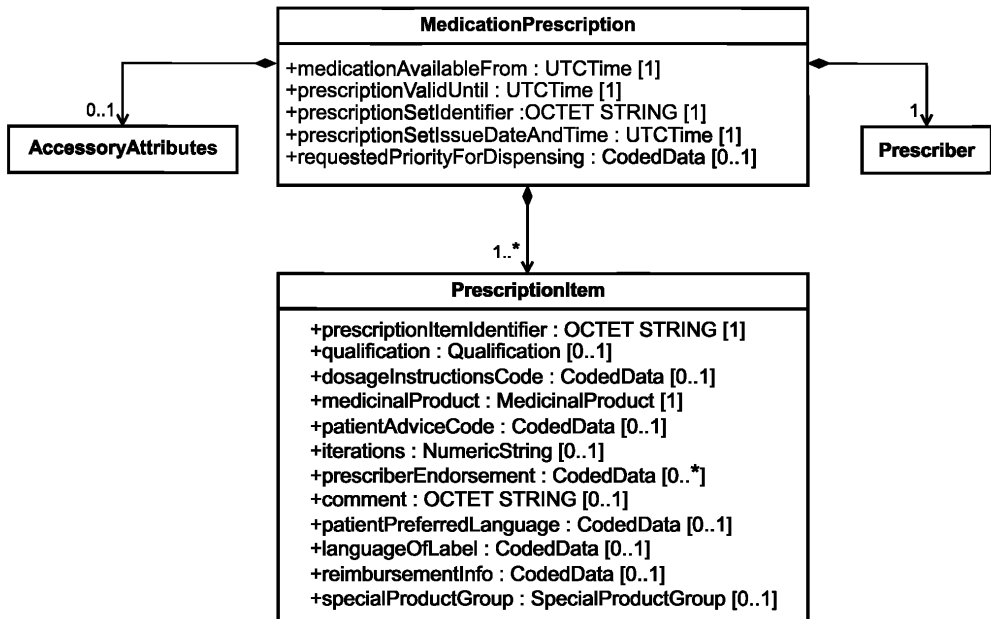 MedicationPrescription
+medicationAvailableFrom : UTCTime [1]
+prescriptionValidUntil : UTCTime [1]
+prescriptionSetIdentifier :OCTET STRING [1]
+prescriptionSetIssueDateAndTime : UTCTime [1]
+requestedPriorityForDispensing : CodedData [0..1]
0..1
AccessoryAttributes
1
Prescriber
1..*
PrescriptionItem
+prescriptionItemIdentifier : OCTET STRING [1]
+qualification : Qualification [0..1]
+dosageInstructionsCode : CodedData [0..1]
+medicinalProduct : MedicinalProduct [1]
+patientAdviceCode : CodedData [0..1]
+iterations : NumericString [0..1]
+prescriberEndorsement : CodedData [0..*]
+comment : OCTET STRING [0..1]
+patientPreferredLanguage : CodedData [0..1]
+languageOfLabel : CodedData [0..1]
+reimbursementInfo : CodedData [0..1]
+specialProductGroup : SpecialProductGroup [0..1]